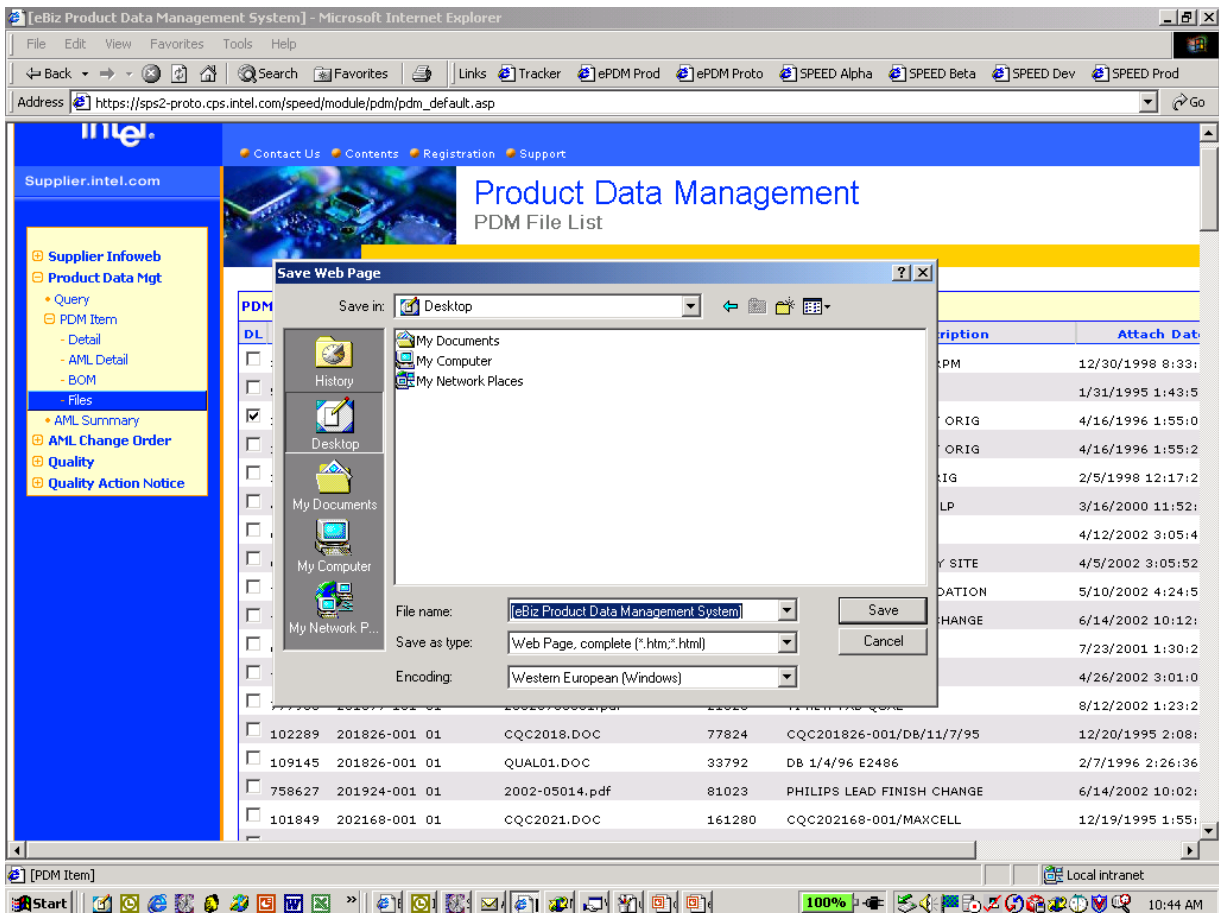 [eBiz Product Data Management System] - Microsoft Internet Explorer
File Edit View Favorites Tools Help
Back Search Favorites Links Tracker ePDM Prod ePDM Proto SPEED Alpha SPEED Beta SPEED Dev SPEED Prod
Address https://sps2-proto.cps.intel.com/speed/module/pdm/pdm_default.asp Go
intel.
Contact Us Contents Registration Support
Supplier.intel.com
Product Data Management
PDM File List
Supplier Infoweb
Product Data Mgt
Query
PDM Item
- Detail
- AML Detail
- BOM
- Files
AML Summary
AML Change Order
Quality
Quality Action Notice
Save Web Page
Save in: Desktop
History
Desktop
My Documents
My Computer
My Network P...
My Documents
My Computer
My Network Places
File name: [eBiz Product Data Management System] Save
Save as type: Web Page, complete (*.htm;*.html) Cancel
Encoding: Western European (Windows)
PDM
DL ription Attach Dat
RPM 12/30/1998 8:33:
1/31/1995 1:43:5
ORIG 4/16/1996 1:55:0
ORIG 4/16/1996 1:55:2
IG 2/5/1998 12:17:2
LP 3/16/2000 11:52:
4/12/2002 3:05:4
Y SITE 4/5/2002 3:05:52
DATION 5/10/2002 4:24:5
CHANGE 6/14/2002 10:12:
7/23/2001 1:30:2
4/26/2002 3:01:0
8/12/2002 1:23:2
102289 201826-001 01 CQC2018.DOC 77824 CQC201826-001/DB/11/7/95 12/20/1995 2:08:
109145 201826-001 01 QUAL01.DOC 33792 DB 1/4/96 E2486 2/7/1996 2:26:36
758627 201924-001 01 2002-05014.pdf 81023 PHILIPS LEAD FINISH CHANGE 6/14/2002 10:02:
101849 202168-001 01 CQC2021.DOC 161280 CQC202168-001/MAXCELL 12/19/1995 1:55:
[PDM Item] Local intranet
Start 100% 10:44 AM